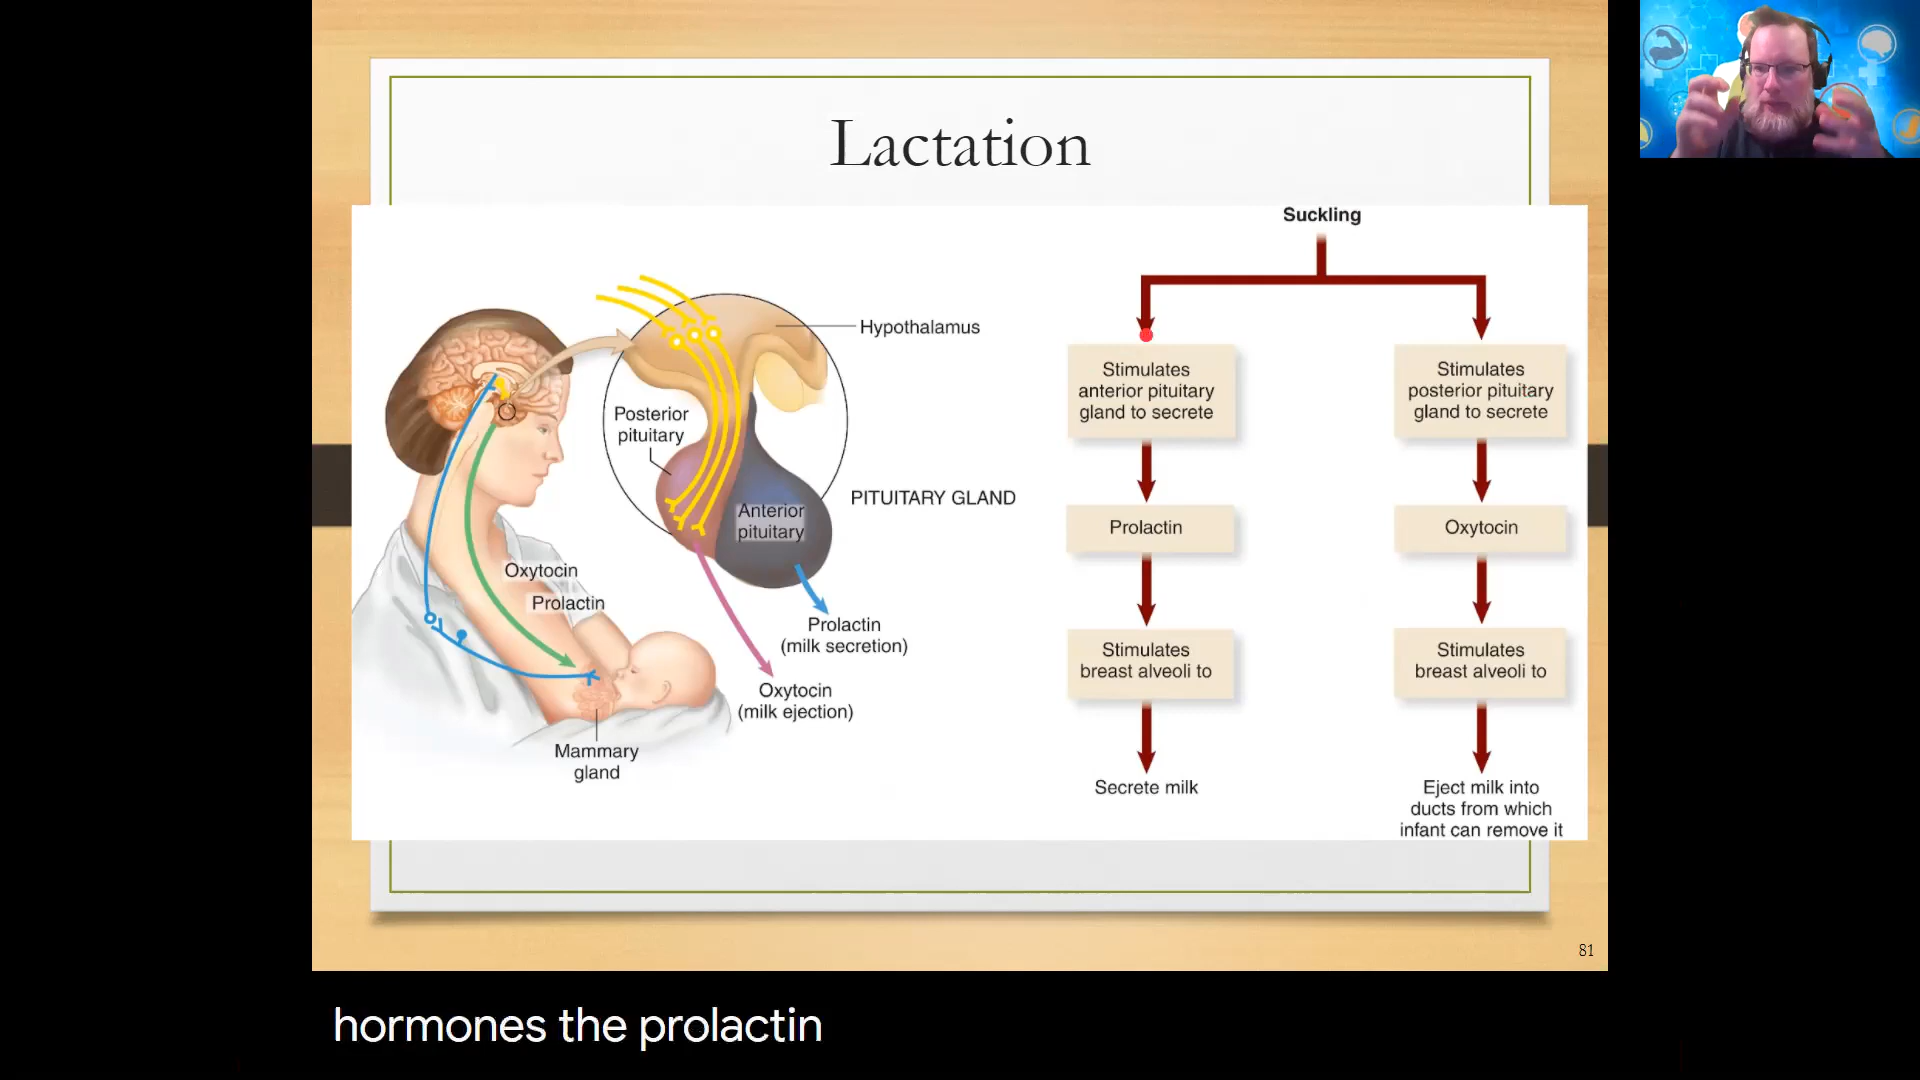 Lactation
Suckling
Hypothalamus
Posterior
pituitary
PITUITARY GLAND
Anterior
pituitary
Oxytocin
Prolactin
Prolactin
(milk secretion)
Oxytocin
(milk ejection)
Mammary
gland
Stimulates
anterior pituitary
gland to secrete
Prolactin
Stimulates
breast alveoli to
Secrete milk
Stimulates
posterior pituitary
gland to secrete
Oxytocin
Stimulates
breast alveoli to
Eject milk into
ducts from which
infant can remove it
81
hormones the prolactin